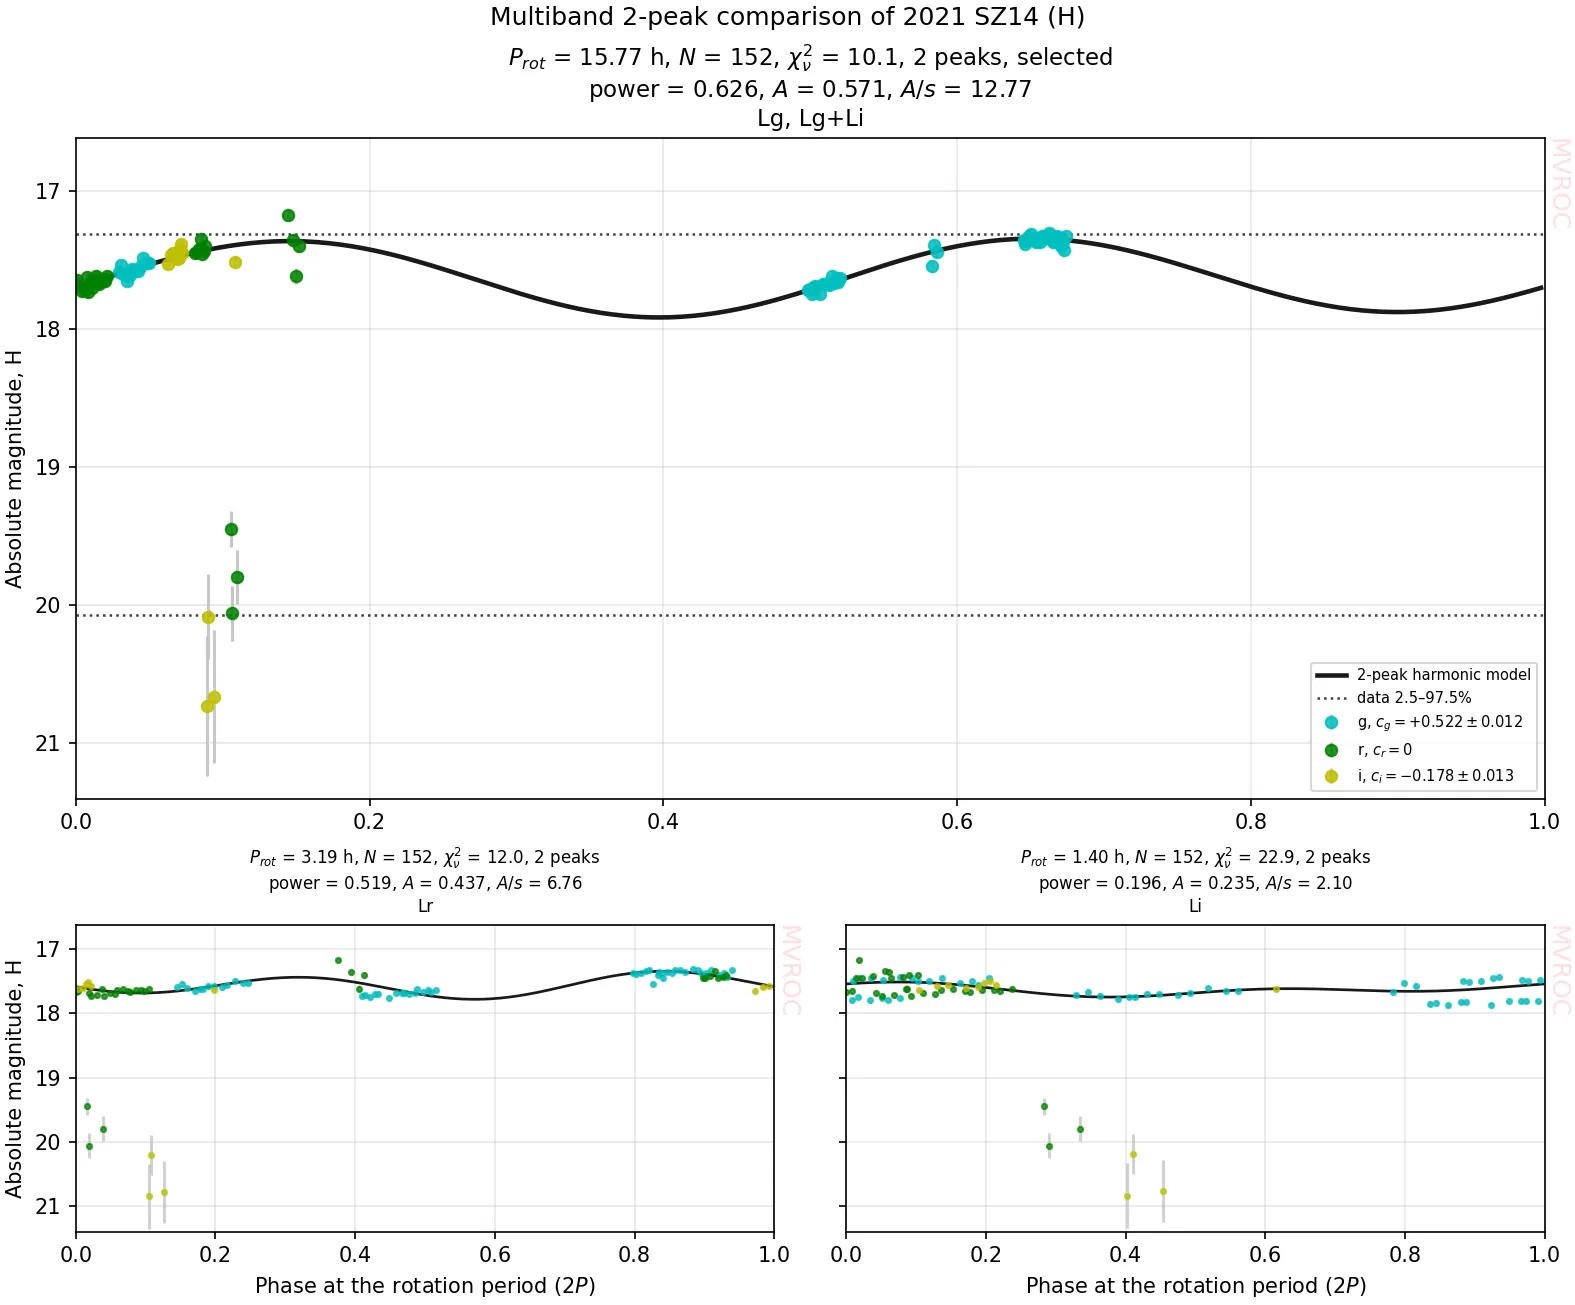 Multiband 2-peak comparison of 2021 SZ14 (H)
P_rot = 15.77 h, N = 152, χ²_ν = 10.1, 2 peaks, selected
power = 0.626, A = 0.571, A/s = 12.77
Lg, Lg+Li
17
18
19
20
21
Absolute magnitude, H
MVROC
2-peak harmonic model
data 2.5–97.5%
g, c_g = +0.522 ± 0.012
r, c_r = 0
i, c_i = −0.178 ± 0.013
0.0 0.2 0.4 0.6 0.8 1.0
P_rot = 3.19 h, N = 152, χ²_ν = 12.0, 2 peaks
power = 0.519, A = 0.437, A/s = 6.76
Lr
17
18
19
20
21
Absolute magnitude, H
MVROC
0.0 0.2 0.4 0.6 0.8 1.0
Phase at the rotation period (2P)
P_rot = 1.40 h, N = 152, χ²_ν = 22.9, 2 peaks
power = 0.196, A = 0.235, A/s = 2.10
Li
MVROC
0.0 0.2 0.4 0.6 0.8 1.0
Phase at the rotation period (2P)